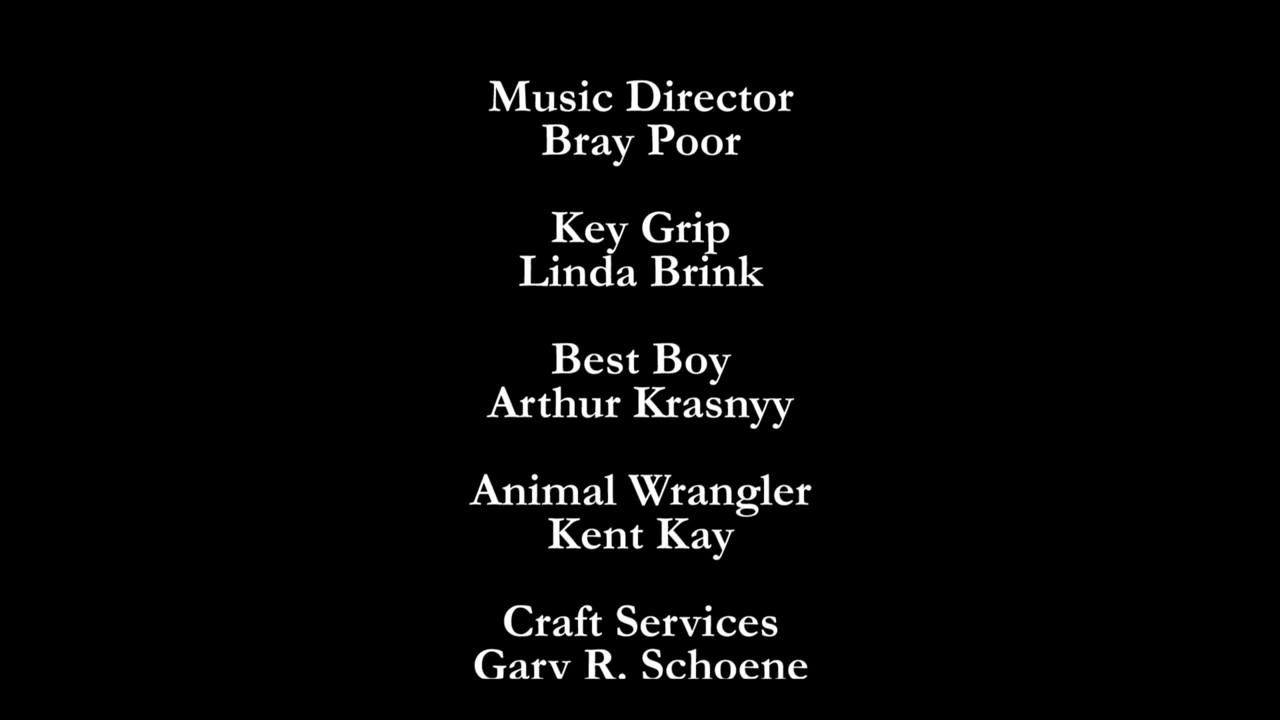 Music Director
Bray Poor
Key Grip
Linda Brink
Best Boy
Arthur Krasnyy
Animal Wrangler
Kent Kay
Craft Services
Gary R. Schoene